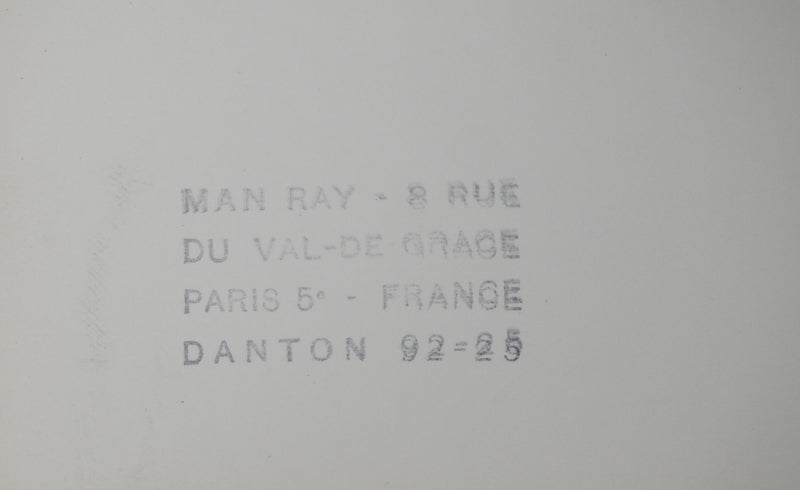 MAN RAY - 8 RUE
DU VAL-DE-GRACE
PARIS 5e - FRANCE
DANTON 92-25